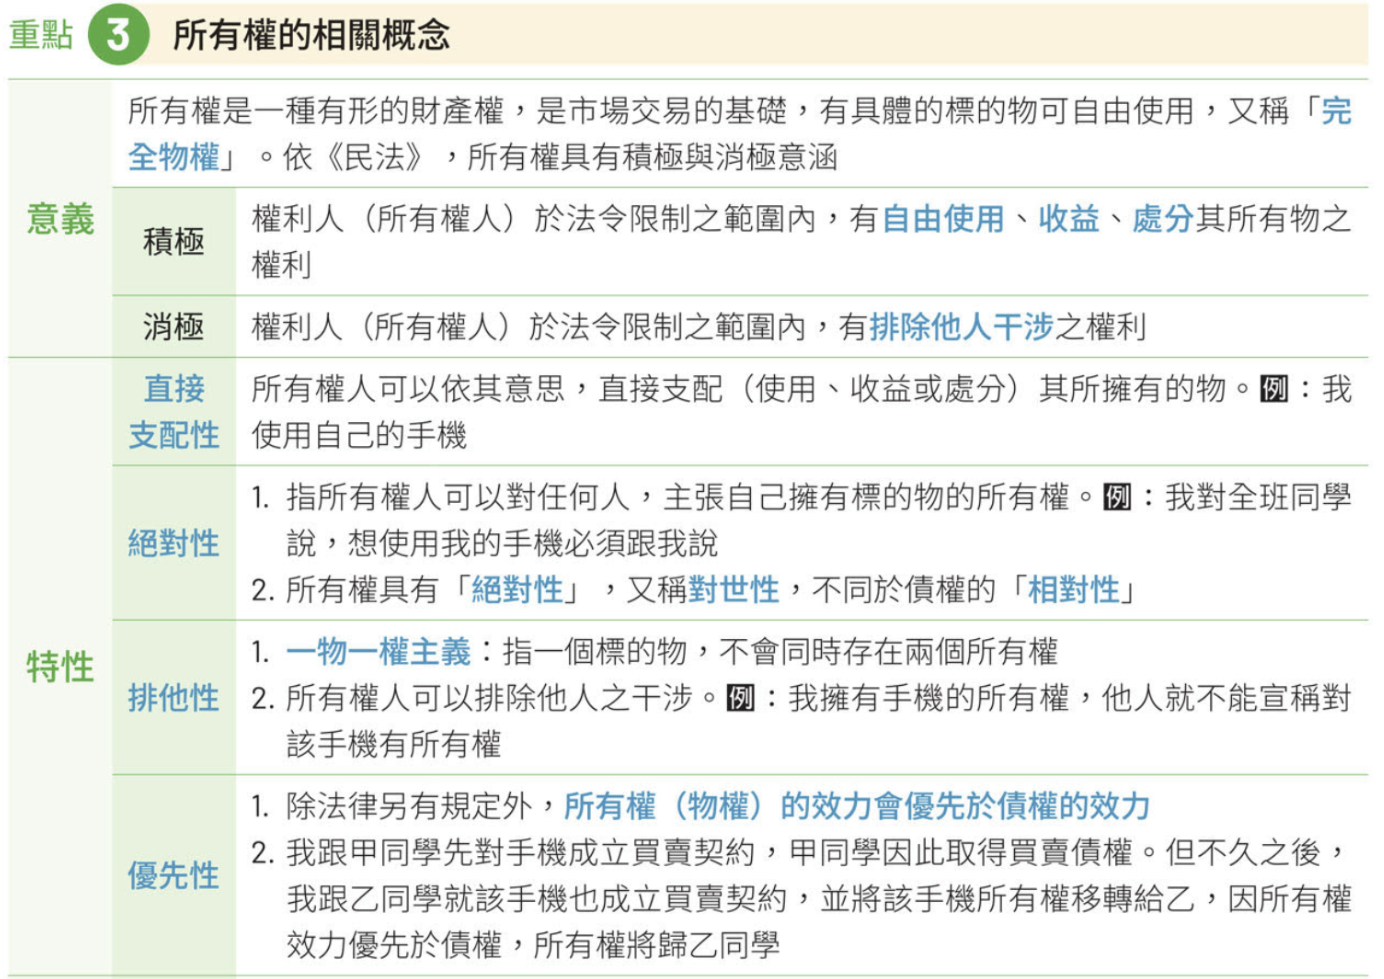 重點 3 所有權的相關概念
意義
所有權是一種有形的財產權，是市場交易的基礎，有具體的標的物可自由使用，又稱「完
全物權」。依《民法》，所有權具有積極與消極意涵
積極
權利人（所有權人）於法令限制之範圍內，有自由使用、收益、處分其所有物之
權利
消極
權利人（所有權人）於法令限制之範圍內，有排除他人干涉之權利
特性
直接
支配性
所有權人可以依其意思，直接支配（使用、收益或處分）其所擁有的物。例：我
使用自己的手機
絕對性
1. 指所有權人可以對任何人，主張自己擁有標的物的所有權。例：我對全班同學
說，想使用我的手機必須跟我說
2. 所有權具有「絕對性」，又稱對世性，不同於債權的「相對性」
排他性
1. 一物一權主義：指一個標的物，不會同時存在兩個所有權
2. 所有權人可以排除他人之干涉。例：我擁有手機的所有權，他人就不能宣稱對
該手機有所有權
優先性
1. 除法律另有規定外，所有權（物權）的效力會優先於債權的效力
2. 我跟甲同學先對手機成立買賣契約，甲同學因此取得買賣債權。但不久之後，
我跟乙同學就該手機也成立買賣契約，並將該手機所有權移轉給乙，因所有權
效力優先於債權，所有權將歸乙同學